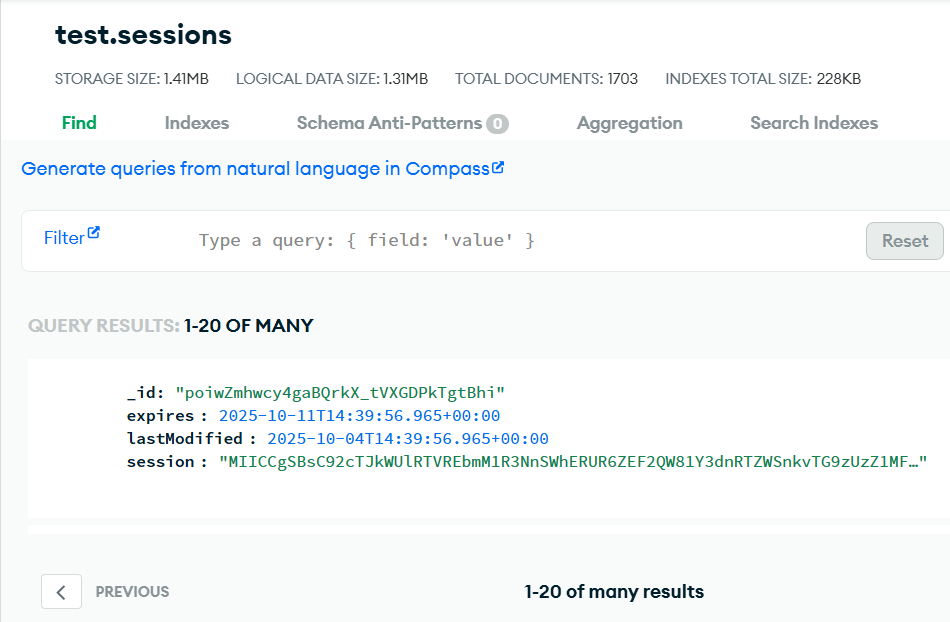 test.sessions
STORAGE SIZE: 1.41MB LOGICAL DATA SIZE: 1.31MB TOTAL DOCUMENTS: 1703 INDEXES TOTAL SIZE: 228KB
Find Indexes Schema Anti-Patterns 0 Aggregation Search Indexes
Generate queries from natural language in Compass
Filter Type a query: { field: 'value' } Reset
QUERY RESULTS: 1-20 OF MANY
_id: "poiwZmhwcy4gaBQrkX_tVXGDPkTgtBhi"
expires : 2025-10-11T14:39:56.965+00:00
lastModified : 2025-10-04T14:39:56.965+00:00
session : "MIICCgSBsC92cTJkWUlRTVREbmM1R3NnSWhERUR6ZEF2QW81Y3dnRTZWSnkvTG9zUzZ1MF…"
PREVIOUS 1-20 of many results